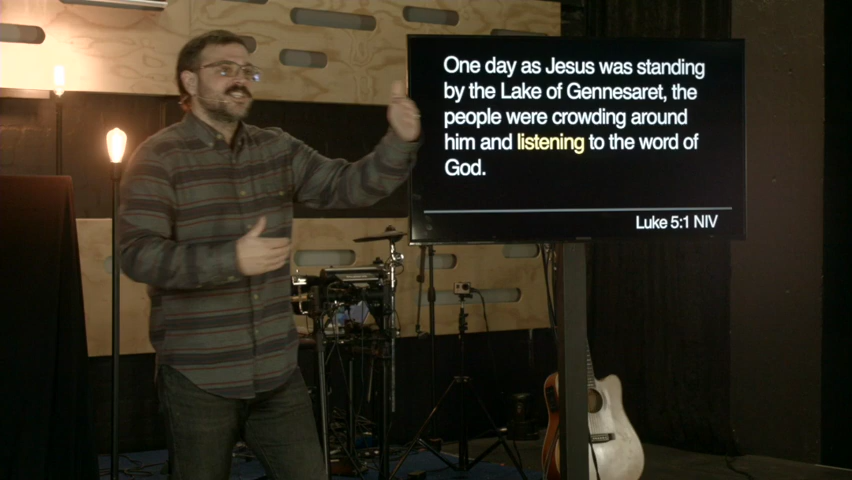 One day as Jesus was standing
by the Lake of Gennesaret, the
people were crowding around
him and listening to the word of
God.
Luke 5:1 NIV